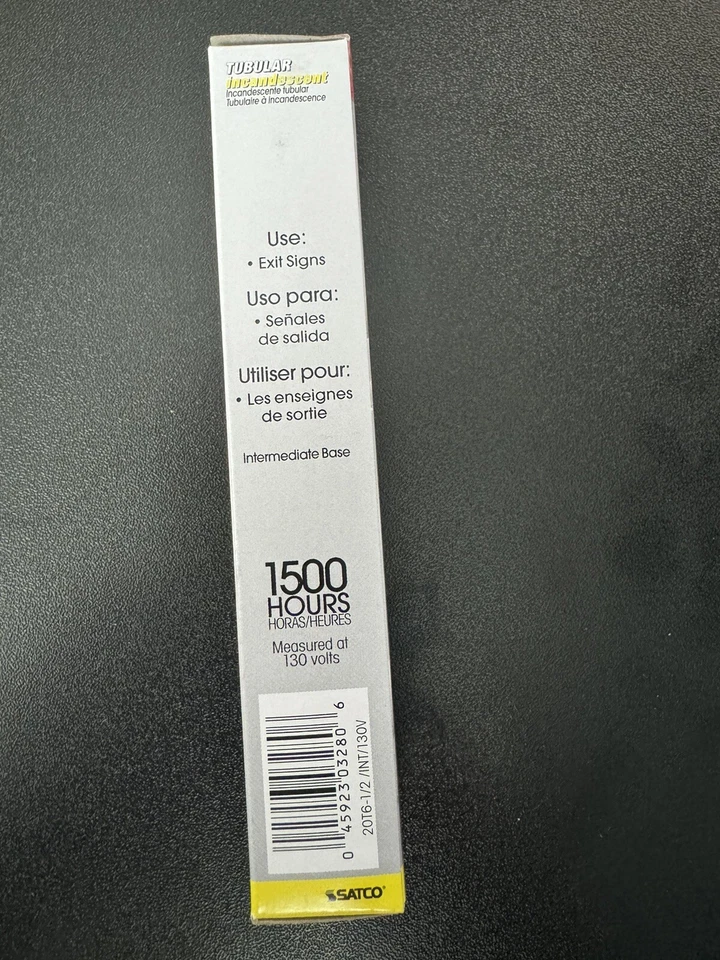 TUBULAR
incandescent
Incandescente tubular
Tubulaire à incandescence
Use:
• Exit Signs
Uso para:
• Señales
de salida
Utiliser pour:
• Les enseignes
de sortie
Intermediate Base
1500
HOURS
HORAS/HEURES
Measured at
130 volts
0 45923 03280 6
20T6-1/2 /INT/130V
SATCO®